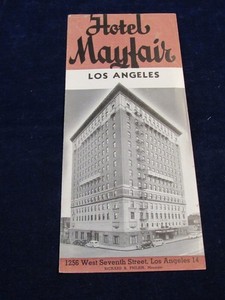 Hotel
Mayfair
LOS ANGELES
1256 West Seventh Street, Los Angeles 14